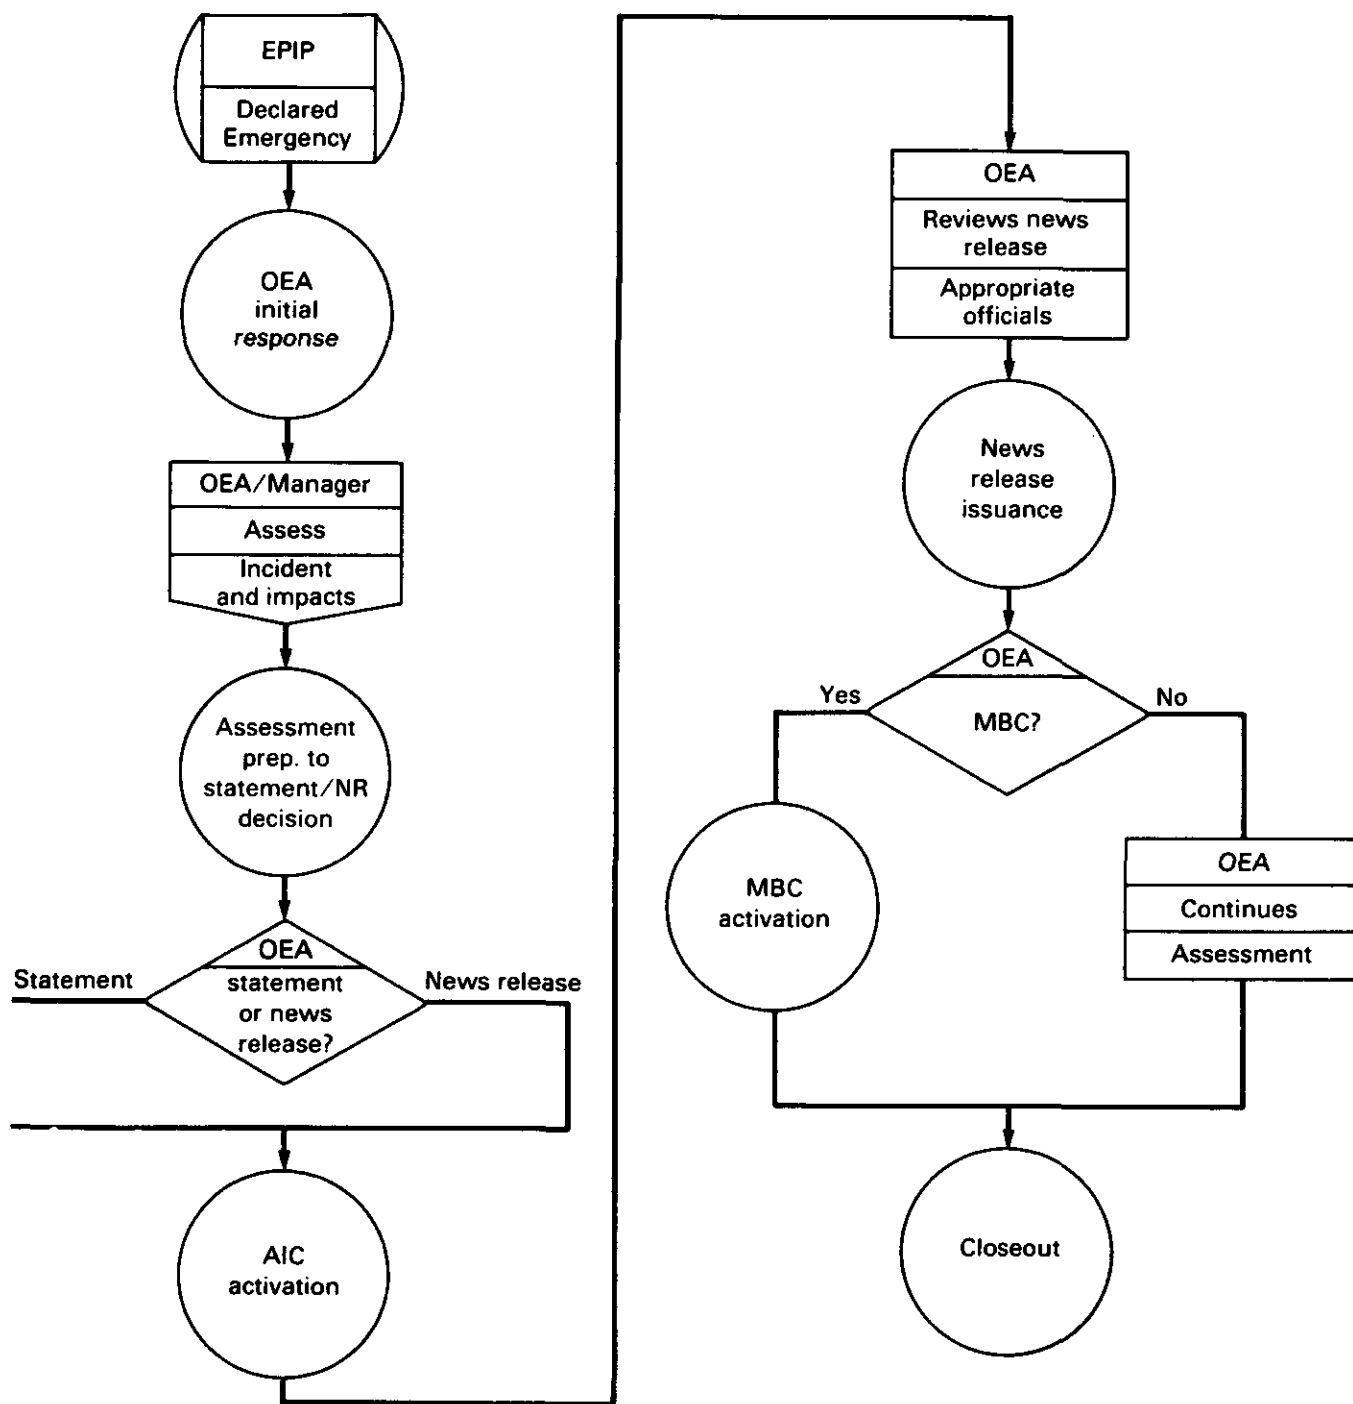 EPIP
Declared
Emergency
OEA
initial
response
OEA/Manager
Assess
Incident
and impacts
Assessment
prep. to
statement/NR
decision
OEA
Statement
News release
statement
or news
release?
AIC
activation
OEA
Reviews news
release
Appropriate
officials
News
release
issuance
OEA
Yes
No
MBC?
MBC
activation
OEA
Continues
Assessment
Closeout